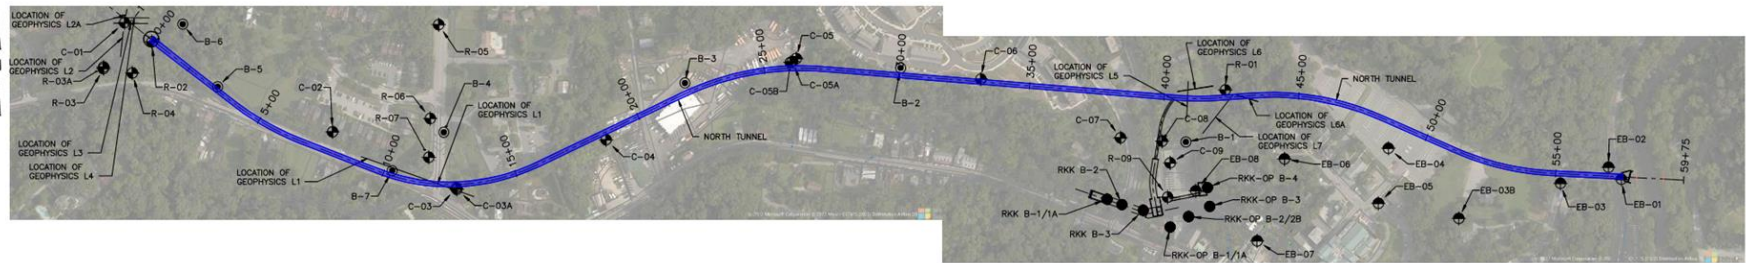 LOCATION OF
GEOPHYSICS L2A
C-01
LOCATION OF
GEOPHYSICS L2
R-03A
R-03
R-04
R-02
B-6
B-5
5+00
C-02
LOCATION OF
GEOPHYSICS L3
LOCATION OF
GEOPHYSICS L4
LOCATION OF
GEOPHYSICS L1
R-05
R-06
R-07
B-4
LOCATION OF
GEOPHYSICS L1
10+00
B-7
C-03
C-03A
15+00
20+00
C-04
B-3
NORTH TUNNEL
25+00
C-05
C-05B
C-05A
B-2
C-06
35+00
LOCATION OF
GEOPHYSICS L5
LOCATION OF
GEOPHYSICS L6
40+00
R-01
C-07
C-08
B-1
C-09
R-09
LOCATION OF
GEOPHYSICS L6A
LOCATION OF
GEOPHYSICS L7
45+00
NORTH TUNNEL
50+00
EB-08
EB-06
EB-04
EB-05
EB-03B
55+00
EB-02
EB-03
EB-01
59+75
RKK B-2
RKK B-1/1A
RKK B-3
RKK-OP B-4
RKK-OP B-3
RKK-OP B-2/2B
RKK-OP B-1/1A
EB-07